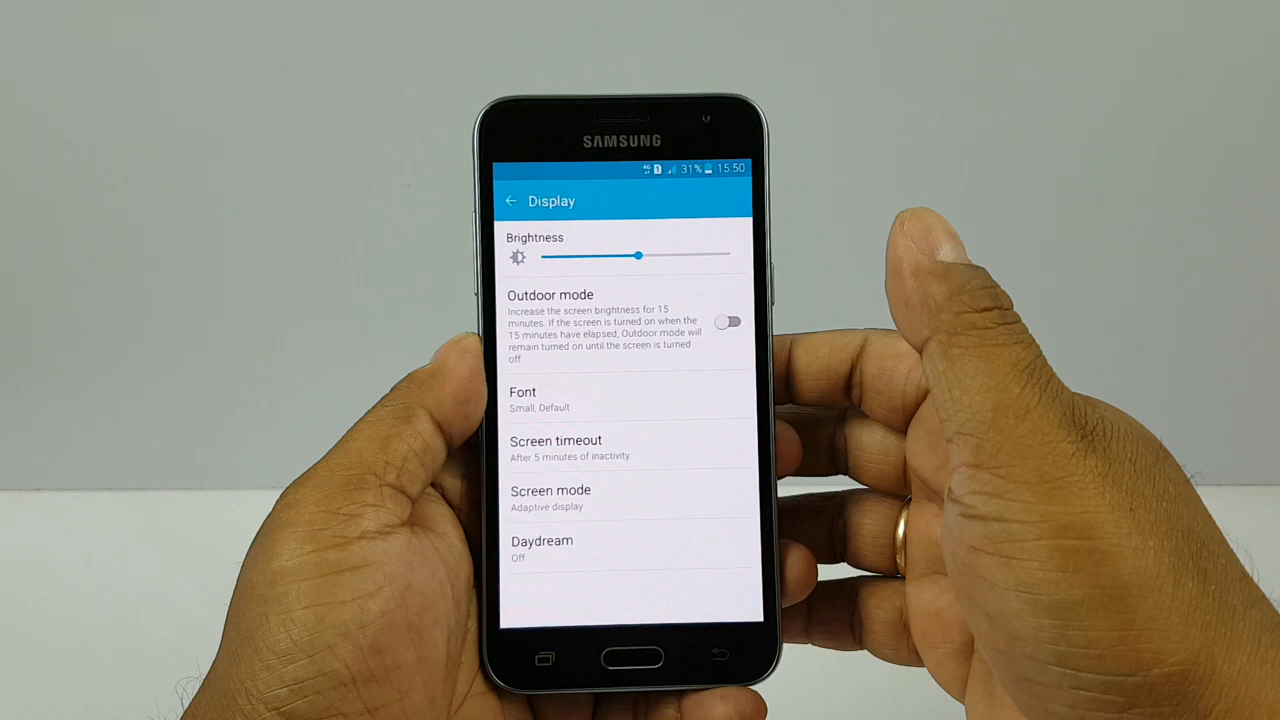 SAMSUNG
4G 1 31% 15:50
Display
Brightness
Outdoor mode
Increase the screen brightness for 15
minutes. If the screen is turned on when the
15 minutes have elapsed, Outdoor mode will
remain turned on until the screen is turned
off
Font
Small, Default
Screen timeout
After 5 minutes of inactivity.
Screen mode
Adaptive display
Daydream
Off